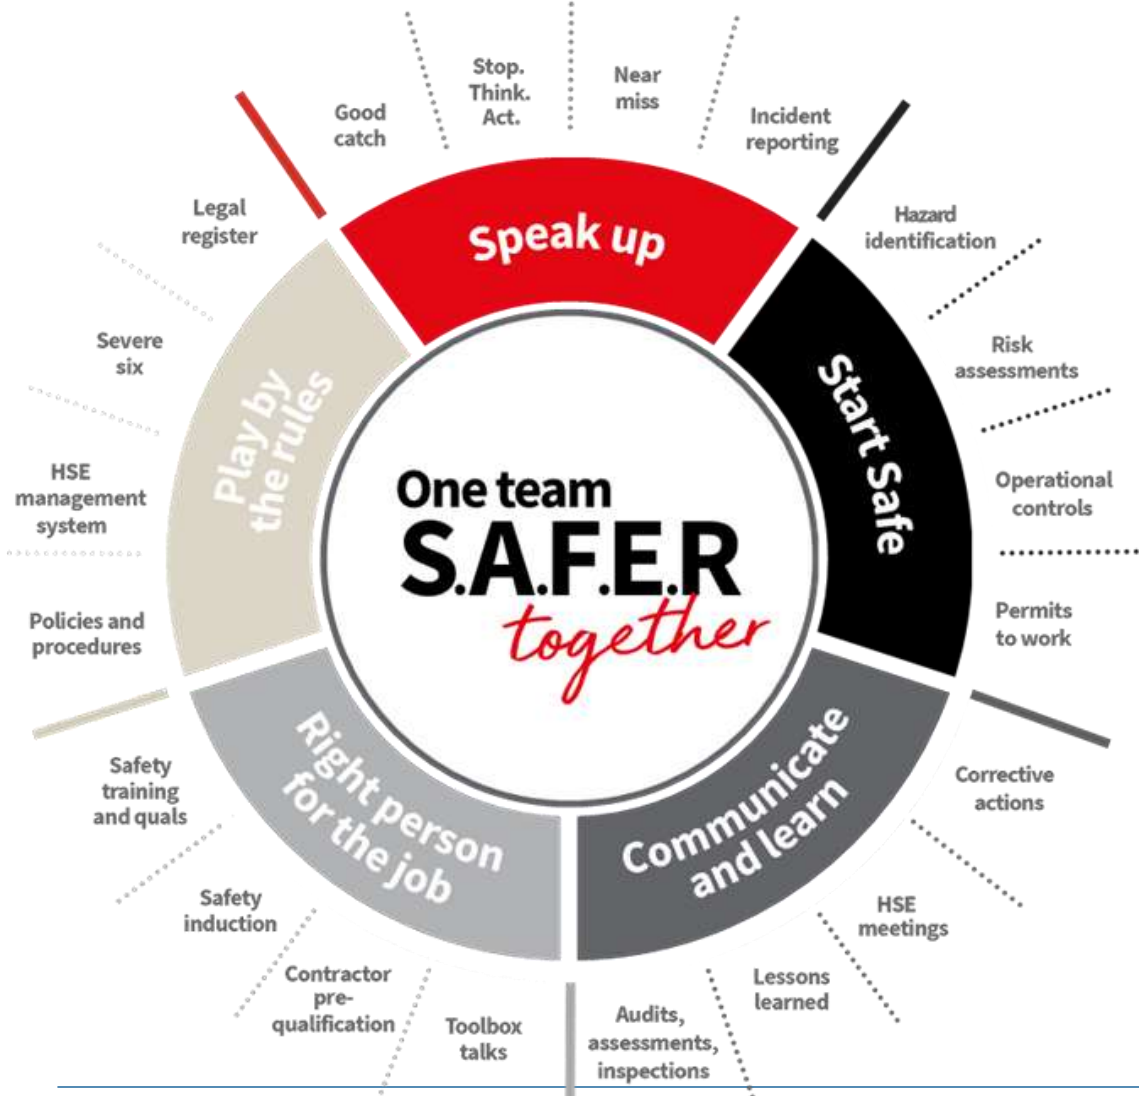 Good
catch
Stop.
Think.
Act.
Near
miss
Incident
reporting
Speak up
Hazard
identification
Risk
assessments
Operational
controls
Permits
to work
Start Safe
Corrective
actions
HSE
meetings
Lessons
learned
Audits,
assessments,
inspections
Communicate
and learn
Toolbox
talks
Contractor
pre-
qualification
Safety
induction
Safety
training
and quals
Right person
for the job
Policies and
procedures
HSE
management
system
Severe
six
Legal
register
Play by
the rules
One team
S.A.F.E.R
together